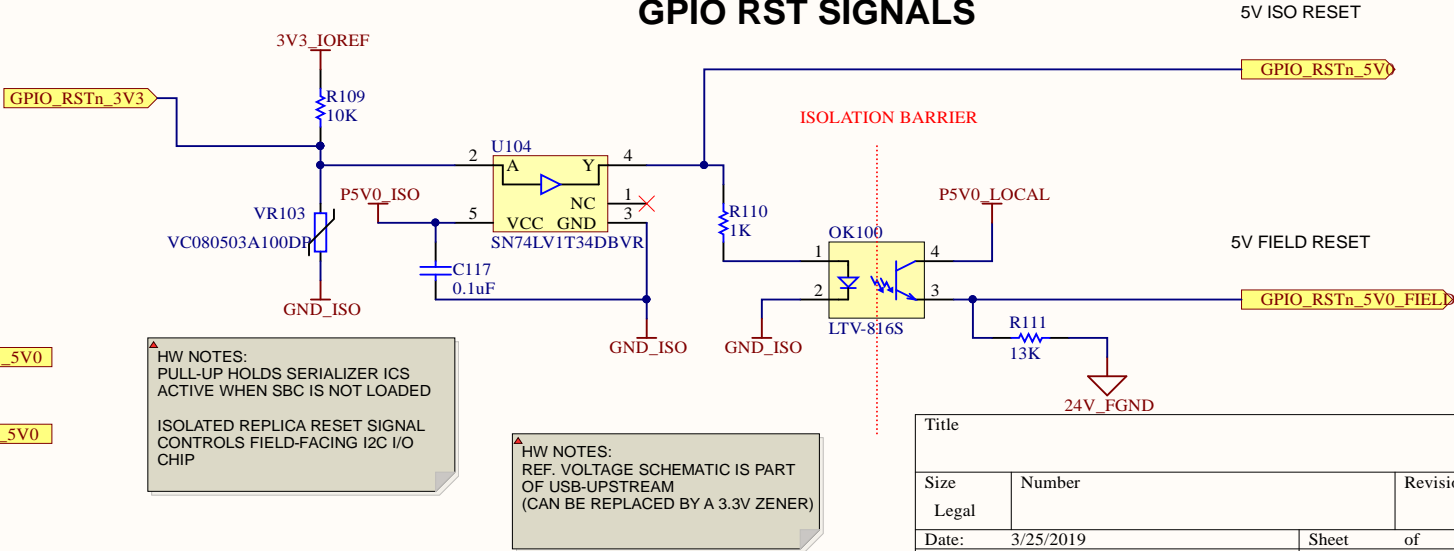 GPIO RST SIGNALS
5V ISO RESET
3V3_IOREF
GPIO_RSTn_3V3
GPIO_RSTn_5V0
R109
10K
ISOLATION BARRIER
U104
2
A
Y
4
P5V0_ISO
NC
1
5
VCC
GND
3
SN74LV1T34DBVR
VR103
VC080503A100DP
R110
1K
P5V0_LOCAL
OK100
1
4
2
3
LTV-816S
5V FIELD RESET
GPIO_RSTn_5V0_FIELD
C117
0.1uF
GND_ISO
GND_ISO
GND_ISO
R111
13K
24V_FGND
_5V0
_5V0
HW NOTES:
PULL-UP HOLDS SERIALIZER ICS
ACTIVE WHEN SBC IS NOT LOADED
ISOLATED REPLICA RESET SIGNAL
CONTROLS FIELD-FACING I2C I/O
CHIP
HW NOTES:
REF. VOLTAGE SCHEMATIC IS PART
OF USB-UPSTREAM
(CAN BE REPLACED BY A 3.3V ZENER)
Title
Size
Number
Revisio
Legal
Date:
3/25/2019
Sheet
of